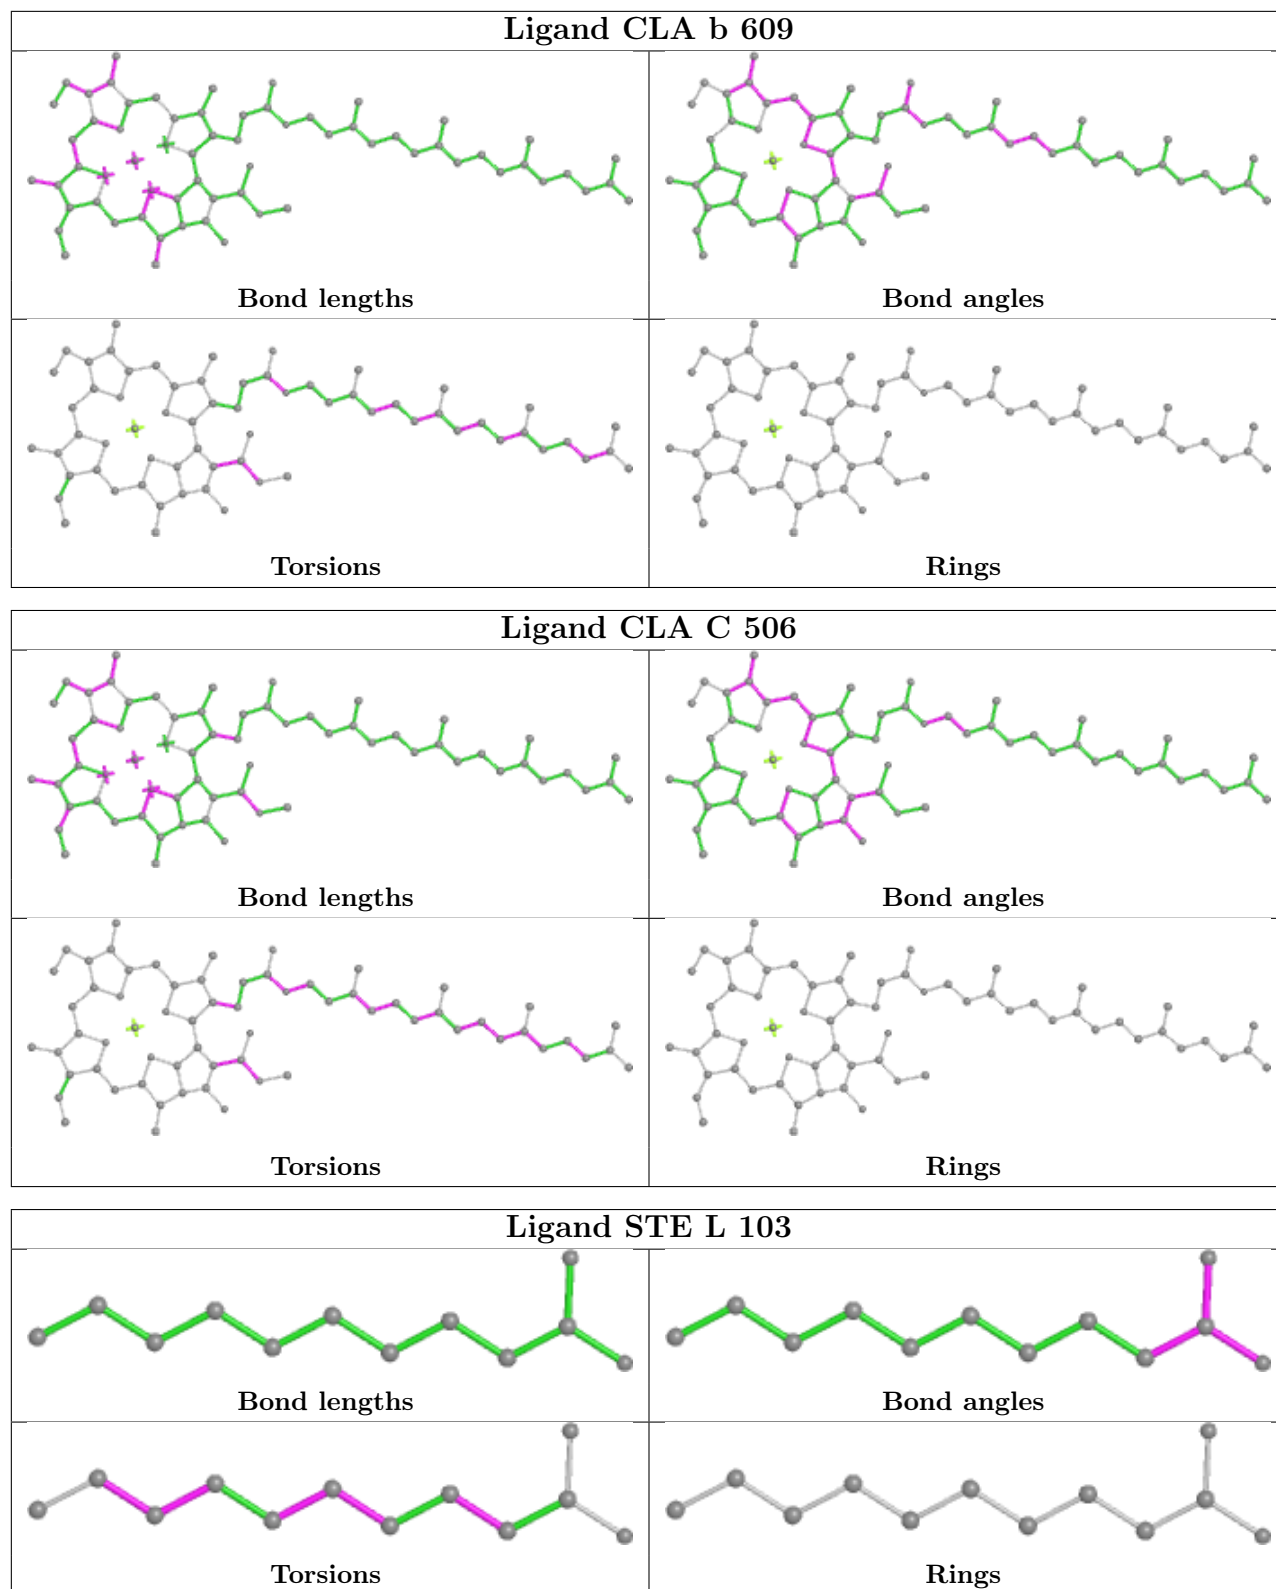 Ligand CLA b 609
Bond lengths
Bond angles
Torsions
Rings
Ligand CLA C 506
Bond lengths
Bond angles
Torsions
Rings
Ligand STE L 103
Bond lengths
Bond angles
Torsions
Rings